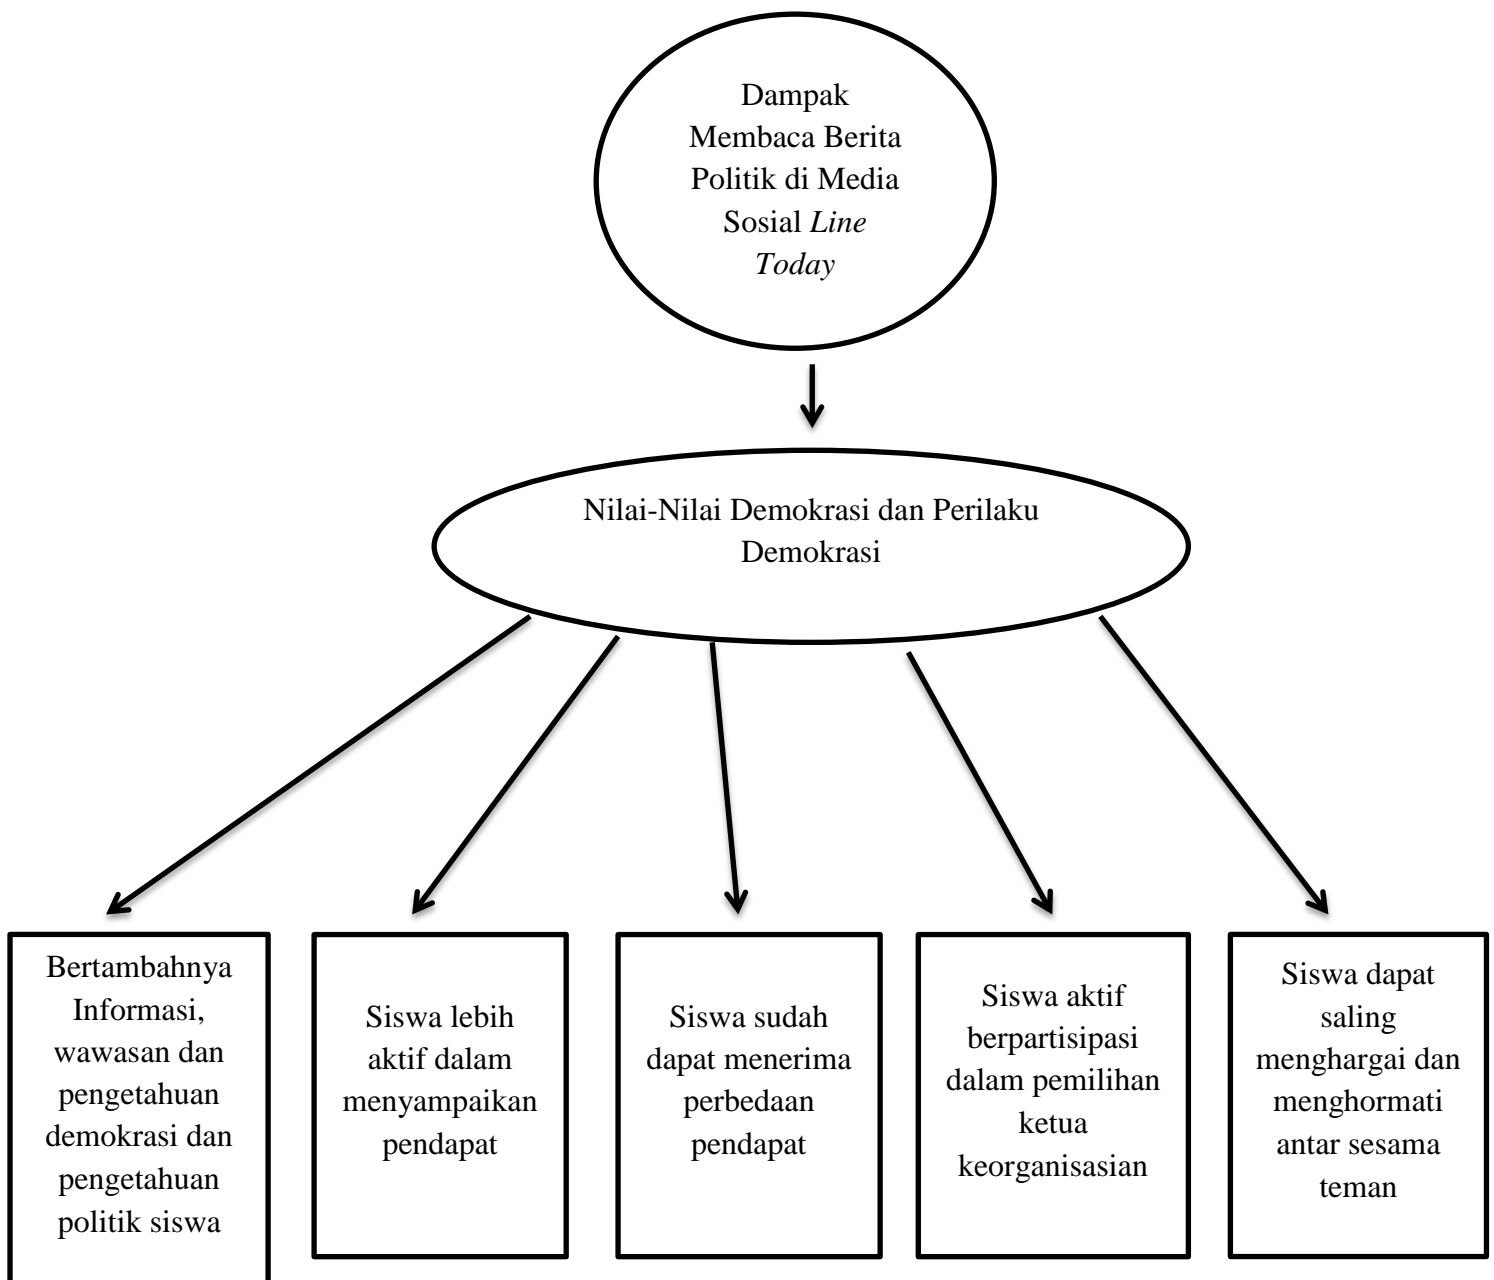 Dampak
Membaca Berita
Politik di Media
Sosial Line
Today
Nilai-Nilai Demokrasi dan Perilaku
Demokrasi
Bertambahnya
Informasi,
wawasan dan
pengetahuan
demokrasi dan
pengetahuan
politik siswa
Siswa lebih
aktif dalam
menyampaikan
pendapat
Siswa sudah
dapat menerima
perbedaan
pendapat
Siswa aktif
berpartisipasi
dalam pemilihan
ketua
keorganisasian
Siswa dapat
saling
menghargai dan
menghormati
antar sesama
teman